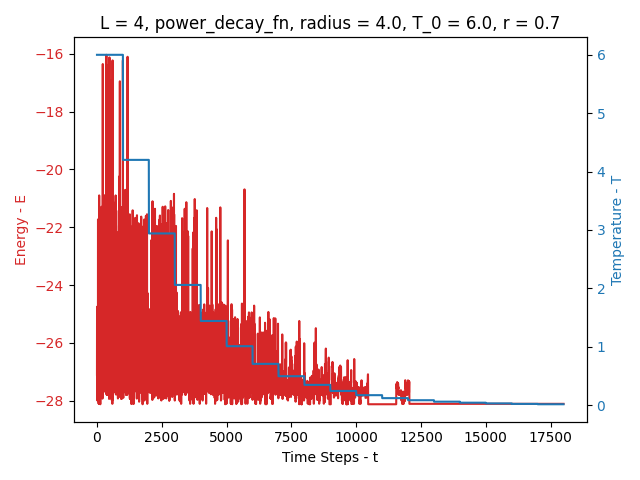 L = 4, power_decay_fn, radius = 4.0, T_0 = 6.0, r = 0.7
−16
−18
−20
−22
−24
−26
−28
Energy - E
6
5
4
3
2
1
0
Temperature - T
0 2500 5000 7500 10000 12500 15000 17500
Time Steps - t